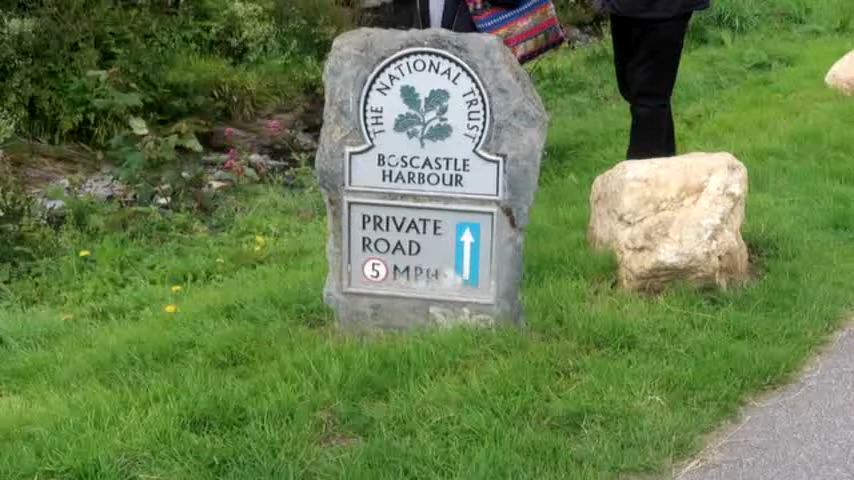 THE NATIONAL TRUST
BOSCASTLE
HARBOUR
PRIVATE
ROAD
5 MPH